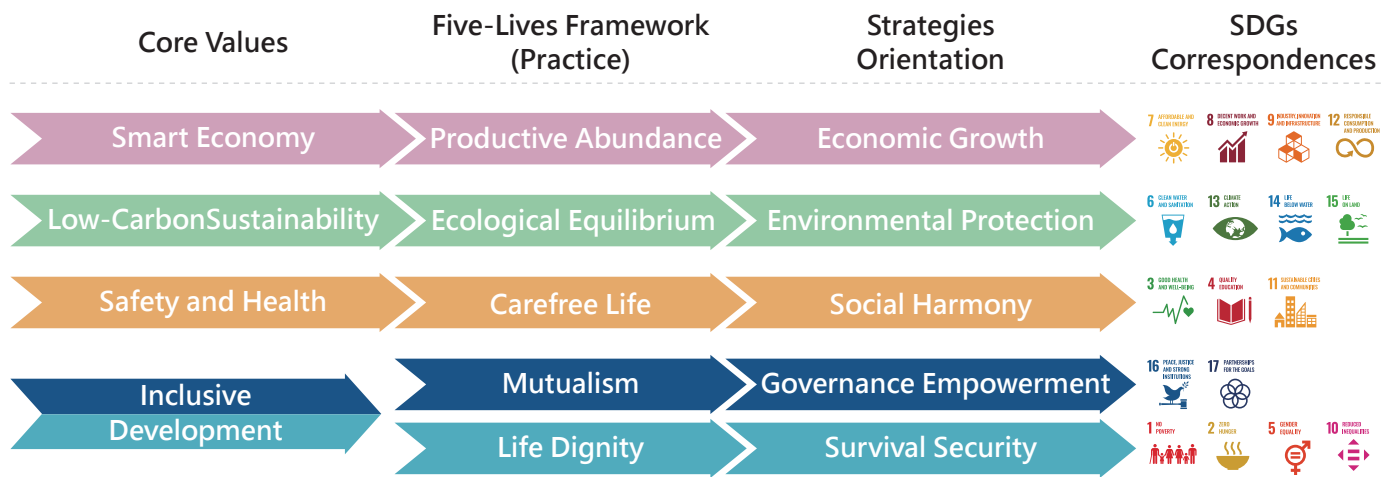 Core Values
Five-Lives Framework
(Practice)
Strategies
Orientation
SDGs
Correspondences
Smart Economy
Productive Abundance
Economic Growth
7 AFFORDABLE AND
CLEAN ENERGY
8 DECENT WORK AND
ECONOMIC GROWTH
9 INDUSTRY, INNOVATION
AND INFRASTRUCTURE
12 RESPONSIBLE
CONSUMPTION
AND PRODUCTION
Low-CarbonSustainability
Ecological Equilibrium
Environmental Protection
6 CLEAN WATER
AND SANITATION
13 CLIMATE
ACTION
14 LIFE
BELOW WATER
15 LIFE
ON LAND
Safety and Health
Carefree Life
Social Harmony
3 GOOD HEALTH
AND WELL-BEING
4 QUALITY
EDUCATION
11 SUSTAINABLE CITIES
AND COMMUNITIES
Inclusive
Development
Mutualism
Governance Empowerment
16 PEACE, JUSTICE
AND STRONG
INSTITUTIONS
17 PARTNERSHIPS
FOR THE GOALS
Life Dignity
Survival Security
1 NO
POVERTY
2 ZERO
HUNGER
5 GENDER
EQUALITY
10 REDUCED
INEQUALITIES